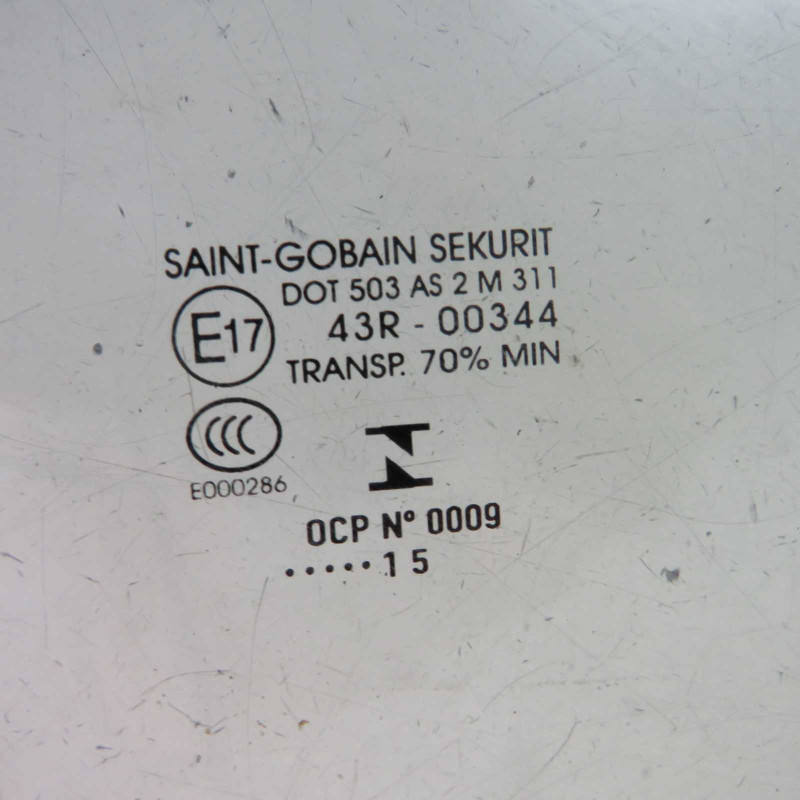 SAINT-GOBAIN SEKURIT
DOT 503 AS 2 M 311
E17
43R - 00344
TRANSP. 70% MIN
CCC
E000286
OCP Nº 0009
.....15